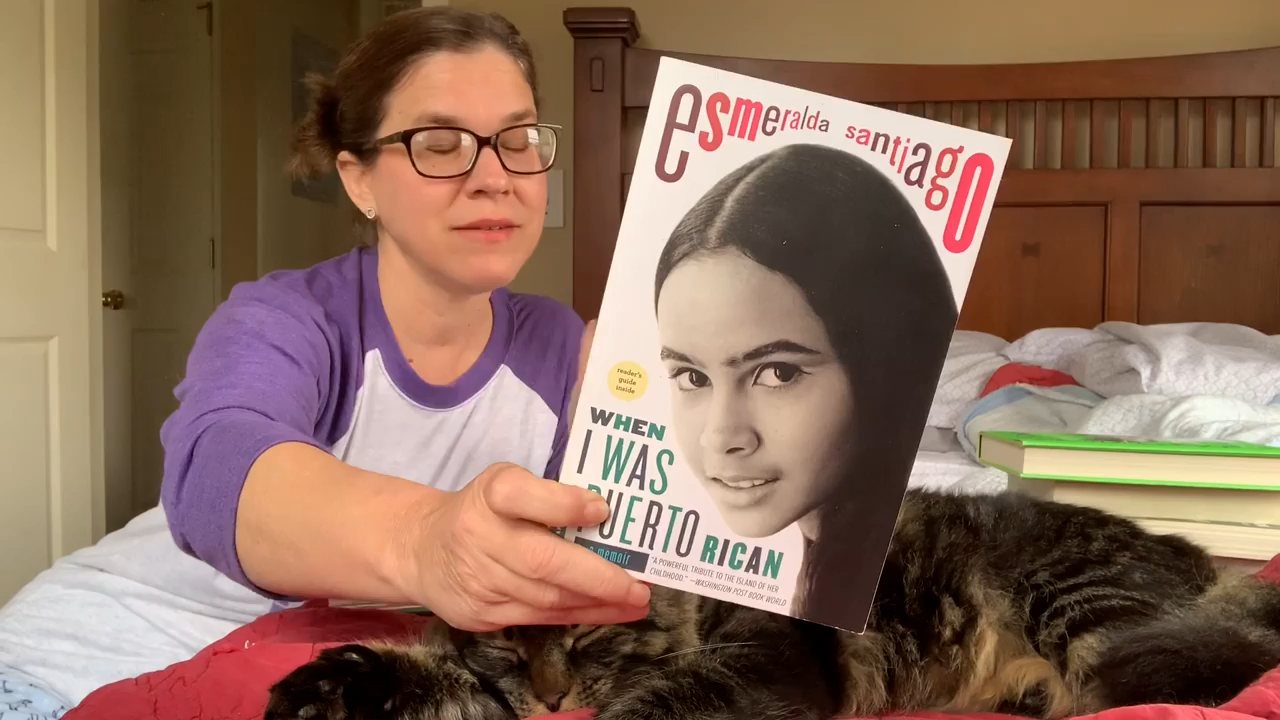 esmeralda santiago
reader's
guide
inside
WHEN
I WAS
PUERTO RICAN
a memoir
"A POWERFUL TRIBUTE TO THE ISLAND OF HER
CHILDHOOD." —WASHINGTON POST BOOK WORLD